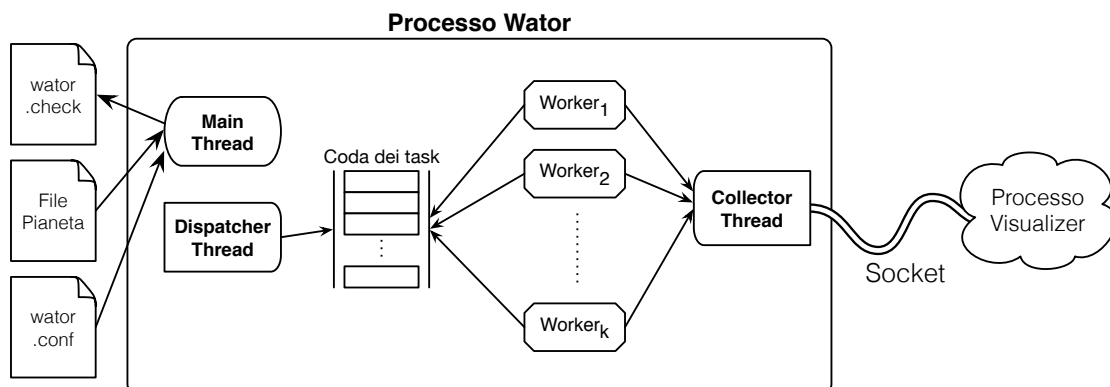 Processo Wator
wator
.check
File
Pianeta
wator
.conf
Main
Thread
Dispatcher
Thread
Coda dei task
Worker1
Worker2
Workerk
Collector
Thread
Socket
Processo
Visualizer